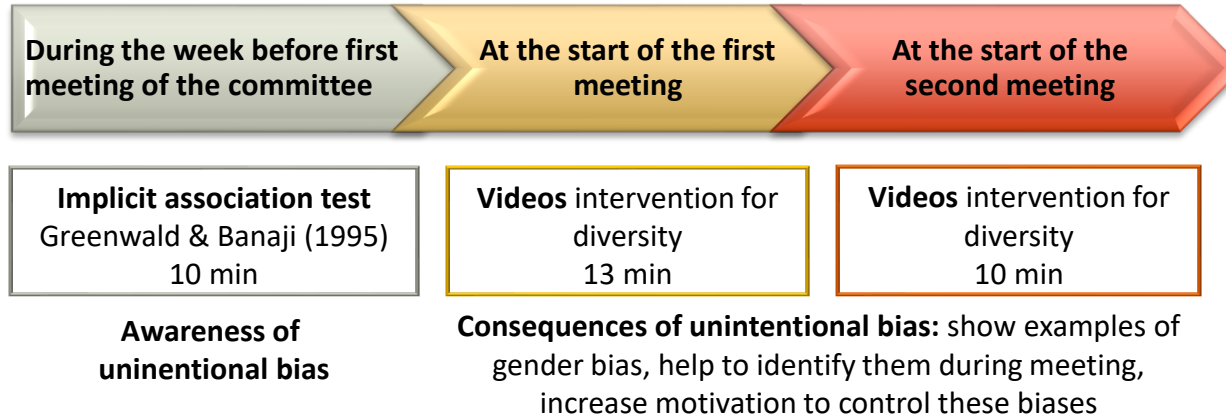 During the week before first
meeting of the committee
At the start of the first
meeting
At the start of the
second meeting
Implicit association test
Greenwald & Banaji (1995)
10 min
Videos intervention for
diversity
13 min
Videos intervention for
diversity
10 min
Awareness of
uninentional bias
Consequences of unintentional bias: show examples of
gender bias, help to identify them during meeting,
increase motivation to control these biases